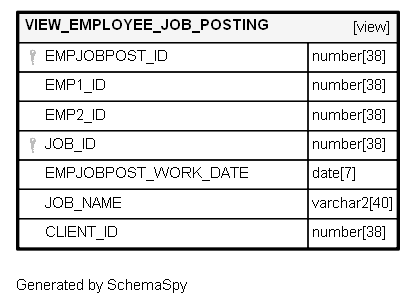 VIEW_EMPLOYEE_JOB_POSTING [view]
EMPJOBPOST_ID number[38]
EMP1_ID number[38]
EMP2_ID number[38]
JOB_ID number[38]
EMPJOBPOST_WORK_DATE date[7]
JOB_NAME varchar2[40]
CLIENT_ID number[38]
Generated by SchemaSpy